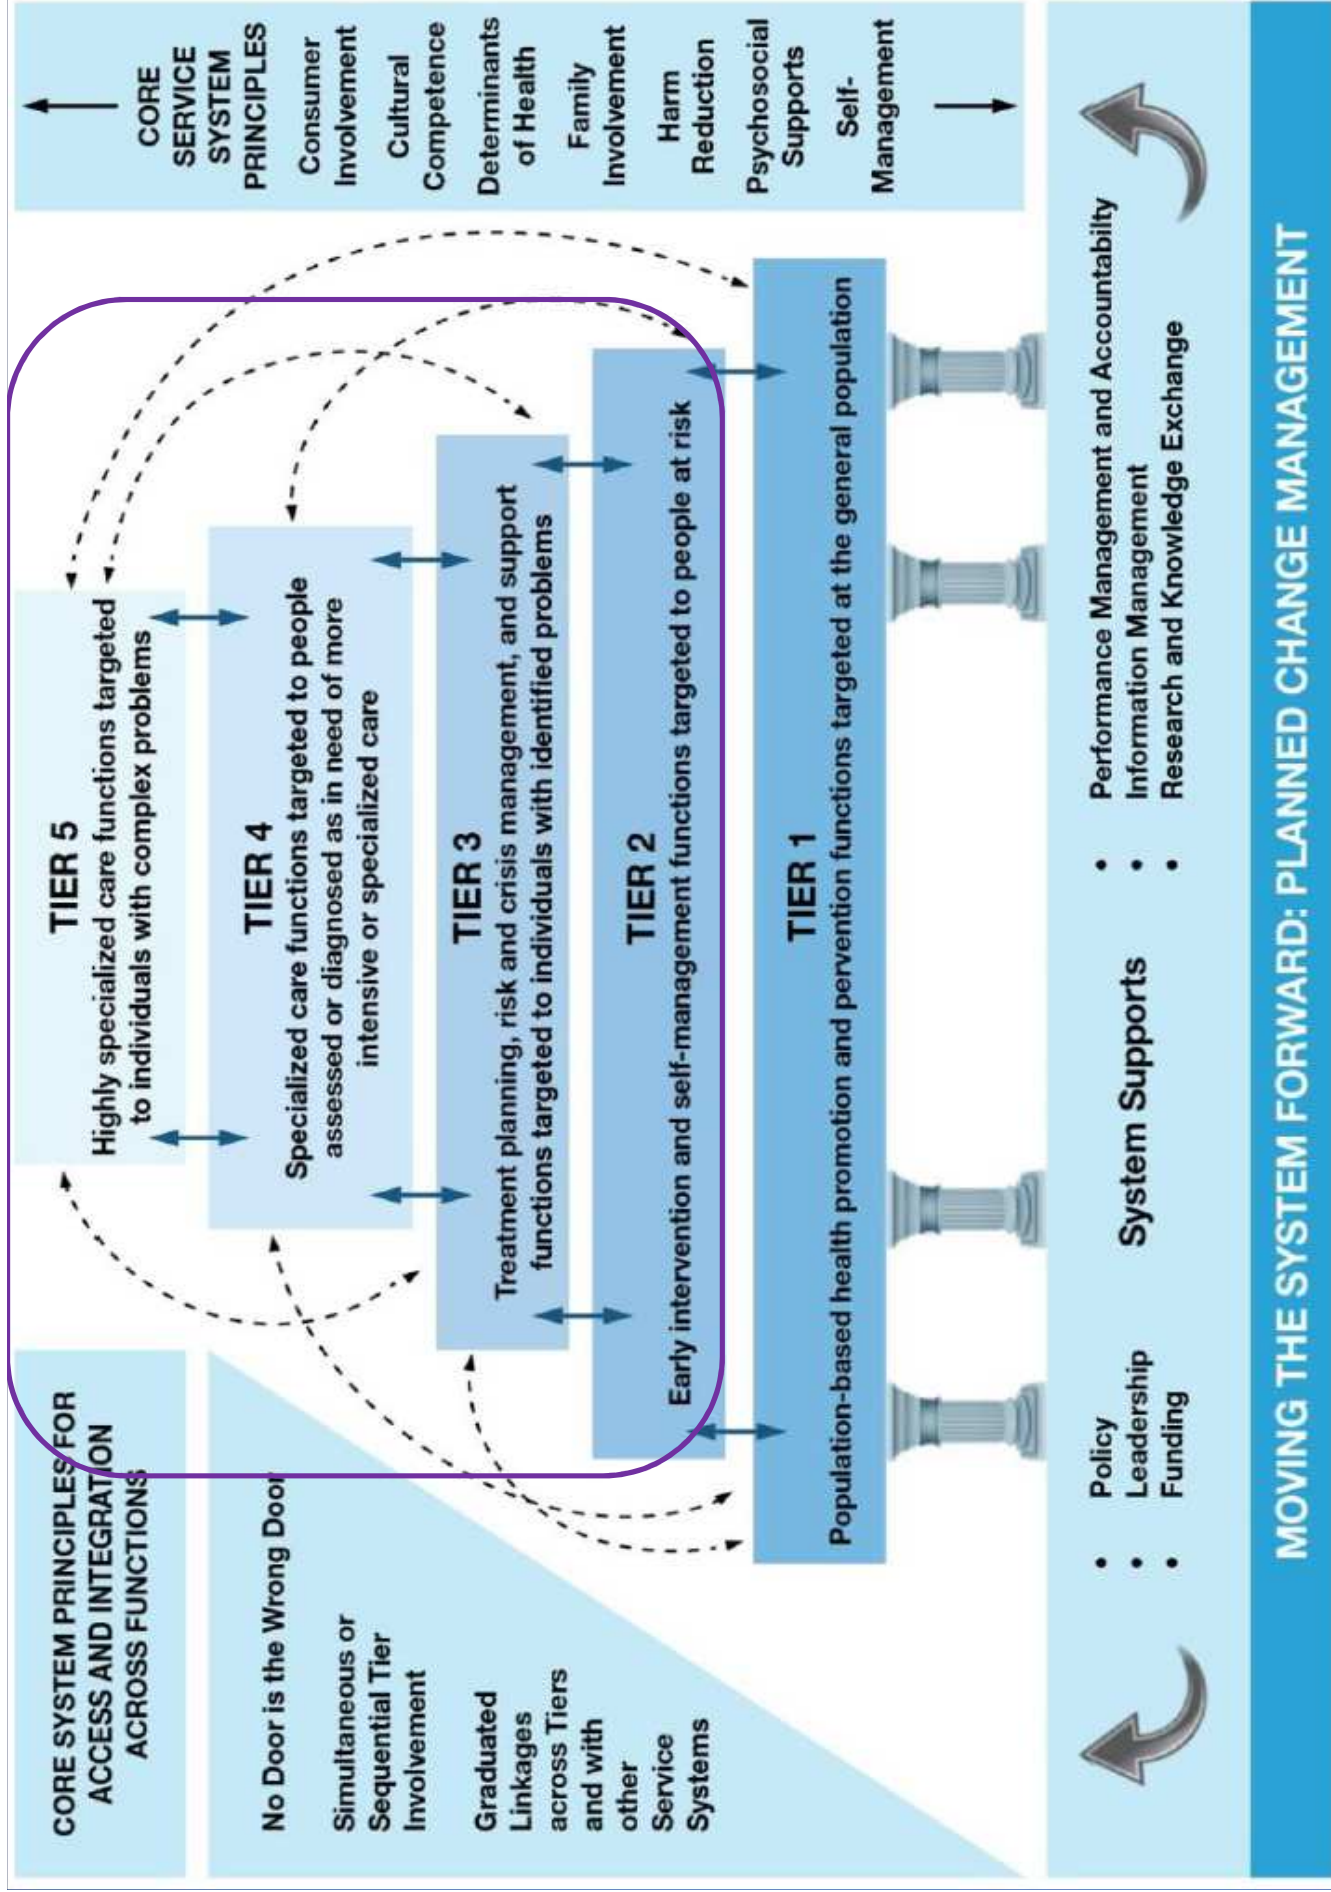 CORE SYSTEM PRINCIPLES FOR
ACCESS AND INTEGRATION
ACROSS FUNCTIONS
No Door is the Wrong Door
Simultaneous or
Sequential Tier
Involvement
Graduated
Linkages
across Tiers
and with
other
Service
Systems
TIER 5
Highly specialized care functions targeted
to individuals with complex problems
TIER 4
Specialized care functions targeted to people
assessed or diagnosed as in need of more
intensive or specialized care
TIER 3
Treatment planning, risk and crisis management, and support
functions targeted to individuals with identified problems
TIER 2
Early intervention and self-management functions targeted to people at risk
TIER 1
Population-based health promotion and pervention functions targeted at the general population
CORE
SERVICE
SYSTEM
PRINCIPLES
Consumer
Involvement
Cultural
Competence
Determinants
of Health
Family
Involvement
Harm
Reduction
Psychosocial
Supports
Self-
Management
• Policy
• Leadership
• Funding
System Supports
• Performance Management and Accountabilty
• Information Management
• Research and Knowledge Exchange
MOVING THE SYSTEM FORWARD: PLANNED CHANGE MANAGEMENT